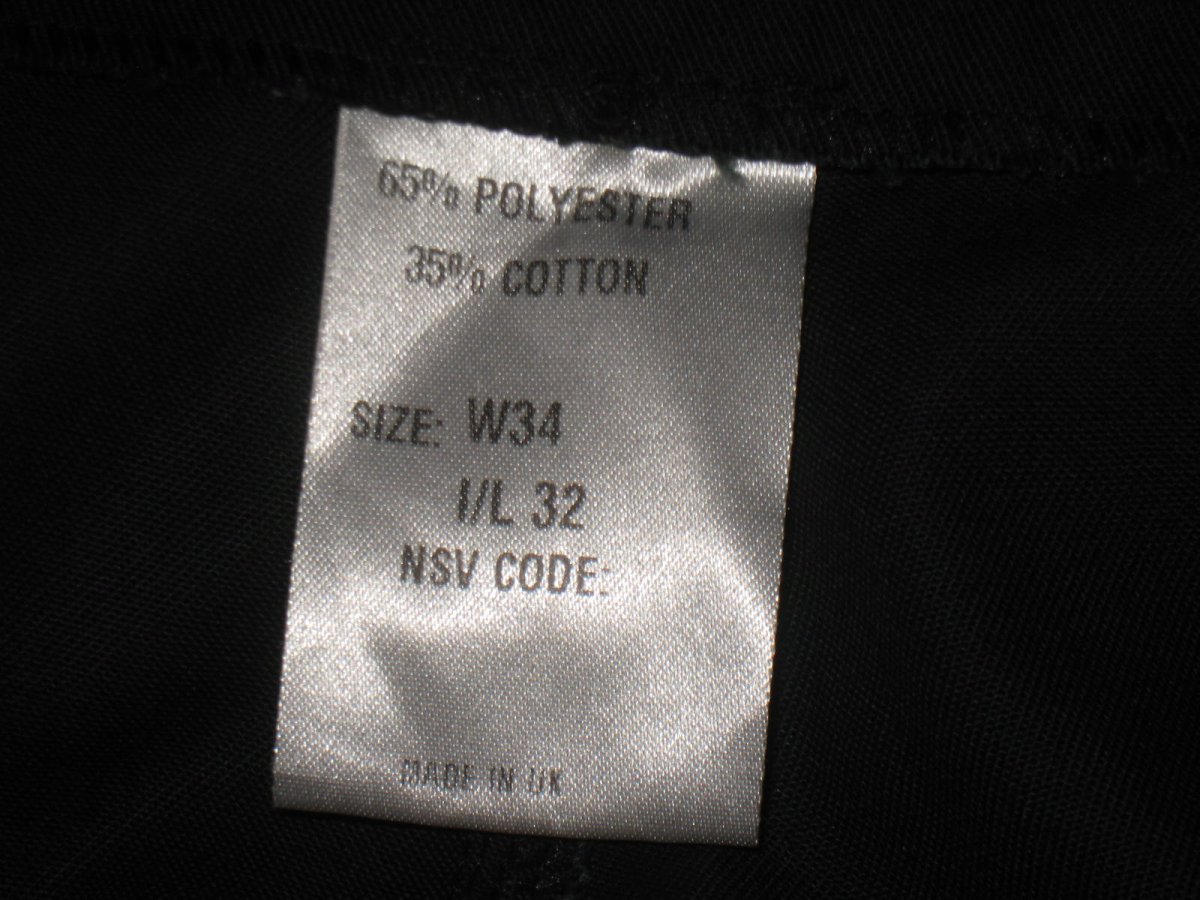 65% POLYESTER
35% COTTON
SIZE: W34
I/L 32
NSV CODE:
MADE IN UK